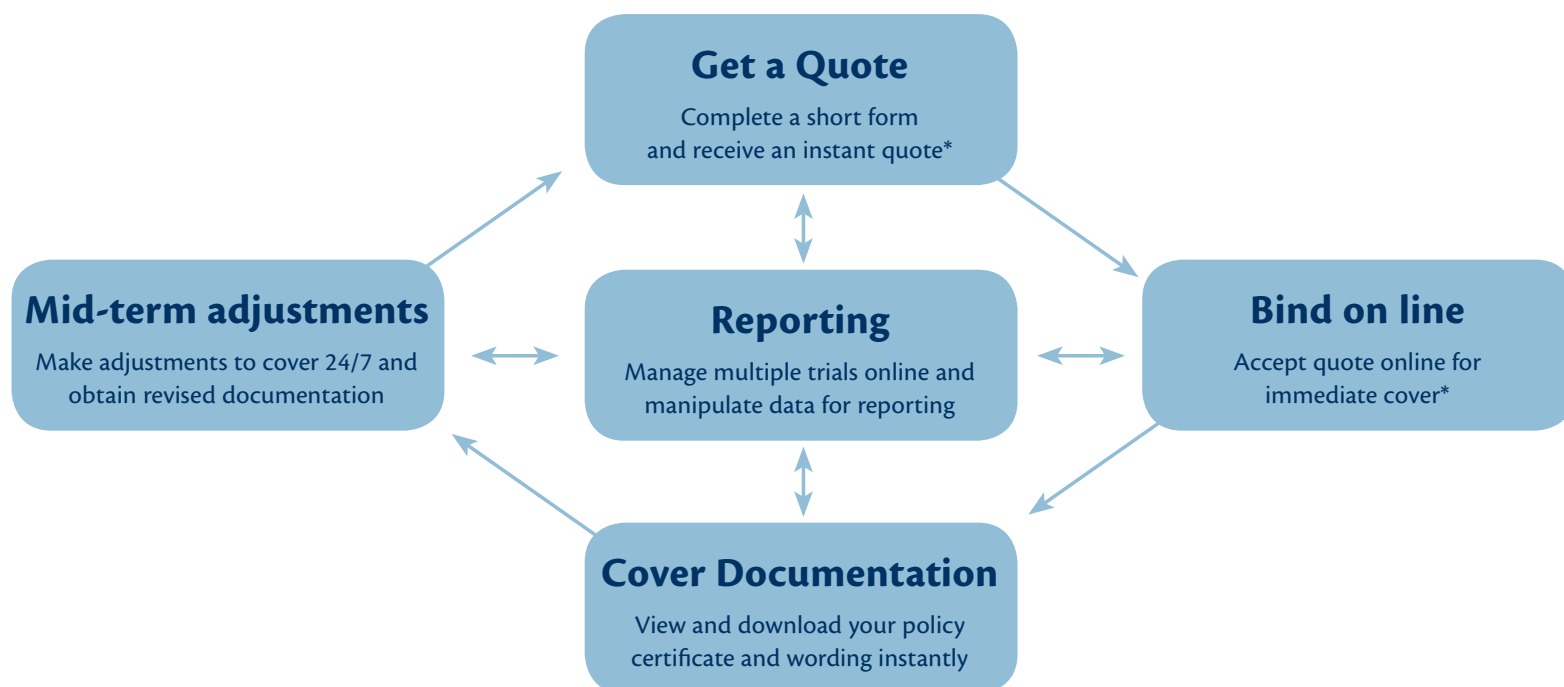 Get a Quote
Complete a short form
and receive an instant quote*
Mid-term adjustments
Make adjustments to cover 24/7 and
obtain revised documentation
Reporting
Manage multiple trials online and
manipulate data for reporting
Bind on line
Accept quote online for
immediate cover*
Cover Documentation
View and download your policy
certificate and wording instantly